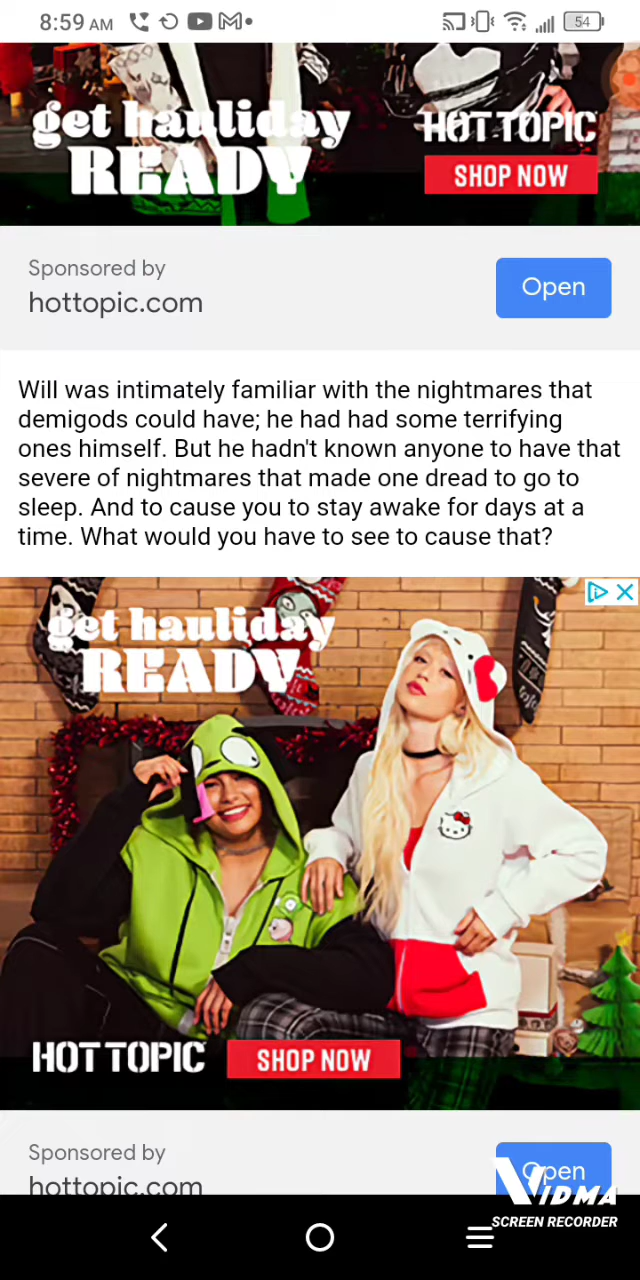 8:59 AM
54
get hauliday
READY
HOT TOPIC
SHOP NOW
Sponsored by
hottopic.com
Open
Will was intimately familiar with the nightmares that
demigods could have; he had had some terrifying
ones himself. But he hadn't known anyone to have that
severe of nightmares that made one dread to go to
sleep. And to cause you to stay awake for days at a
time. What would you have to see to cause that?
get hauliday
READY
HOT TOPIC
SHOP NOW
Sponsored by
hottopic.com
Open
VIDMA
SCREEN RECORDER